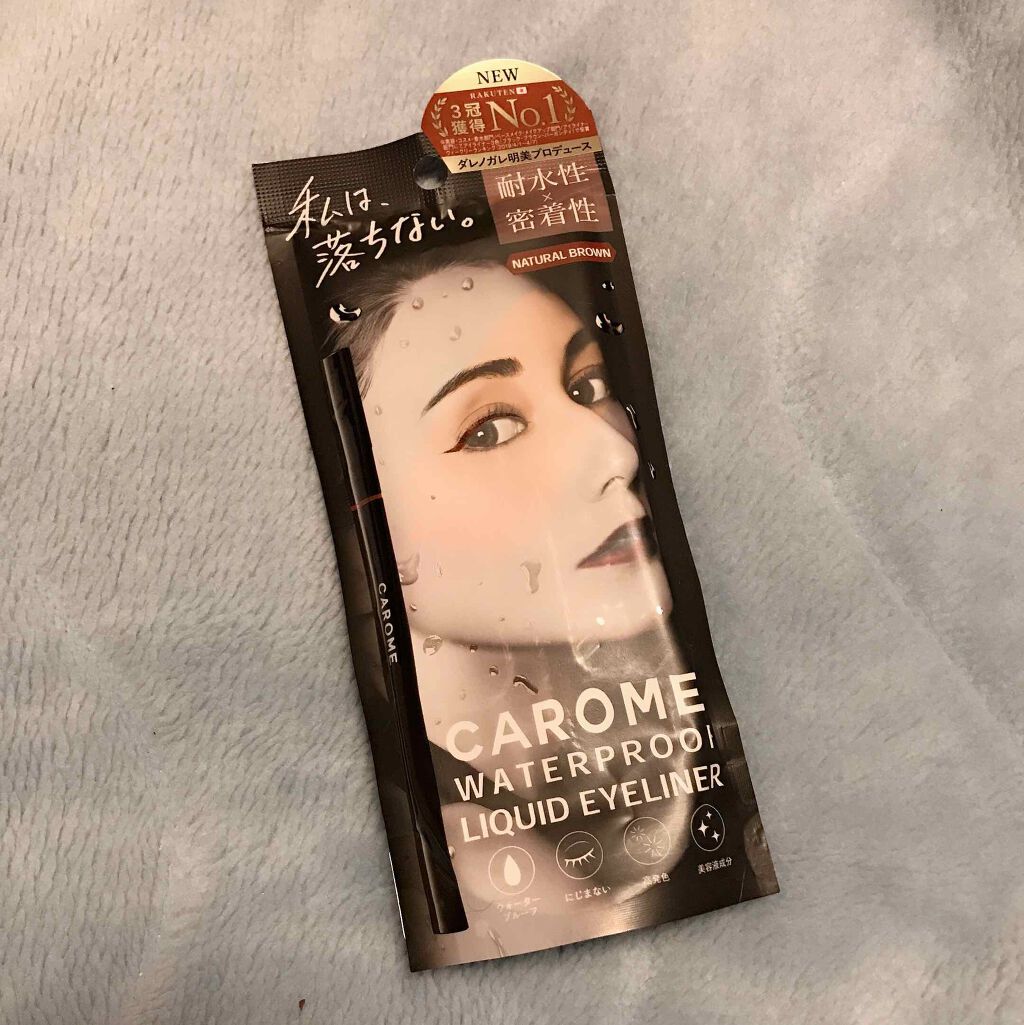 NEW
RAKUTEN
3冠
獲得
No.1
ダレノガレ明美プロデュース
私は、
落ちない。
耐水性
×
密着性
NATURAL BROWN
CAROME
CAROME
WATERPROOF
LIQUID EYELINER
ウォーター
プルーフ
にじまない
高発色
美容液成分